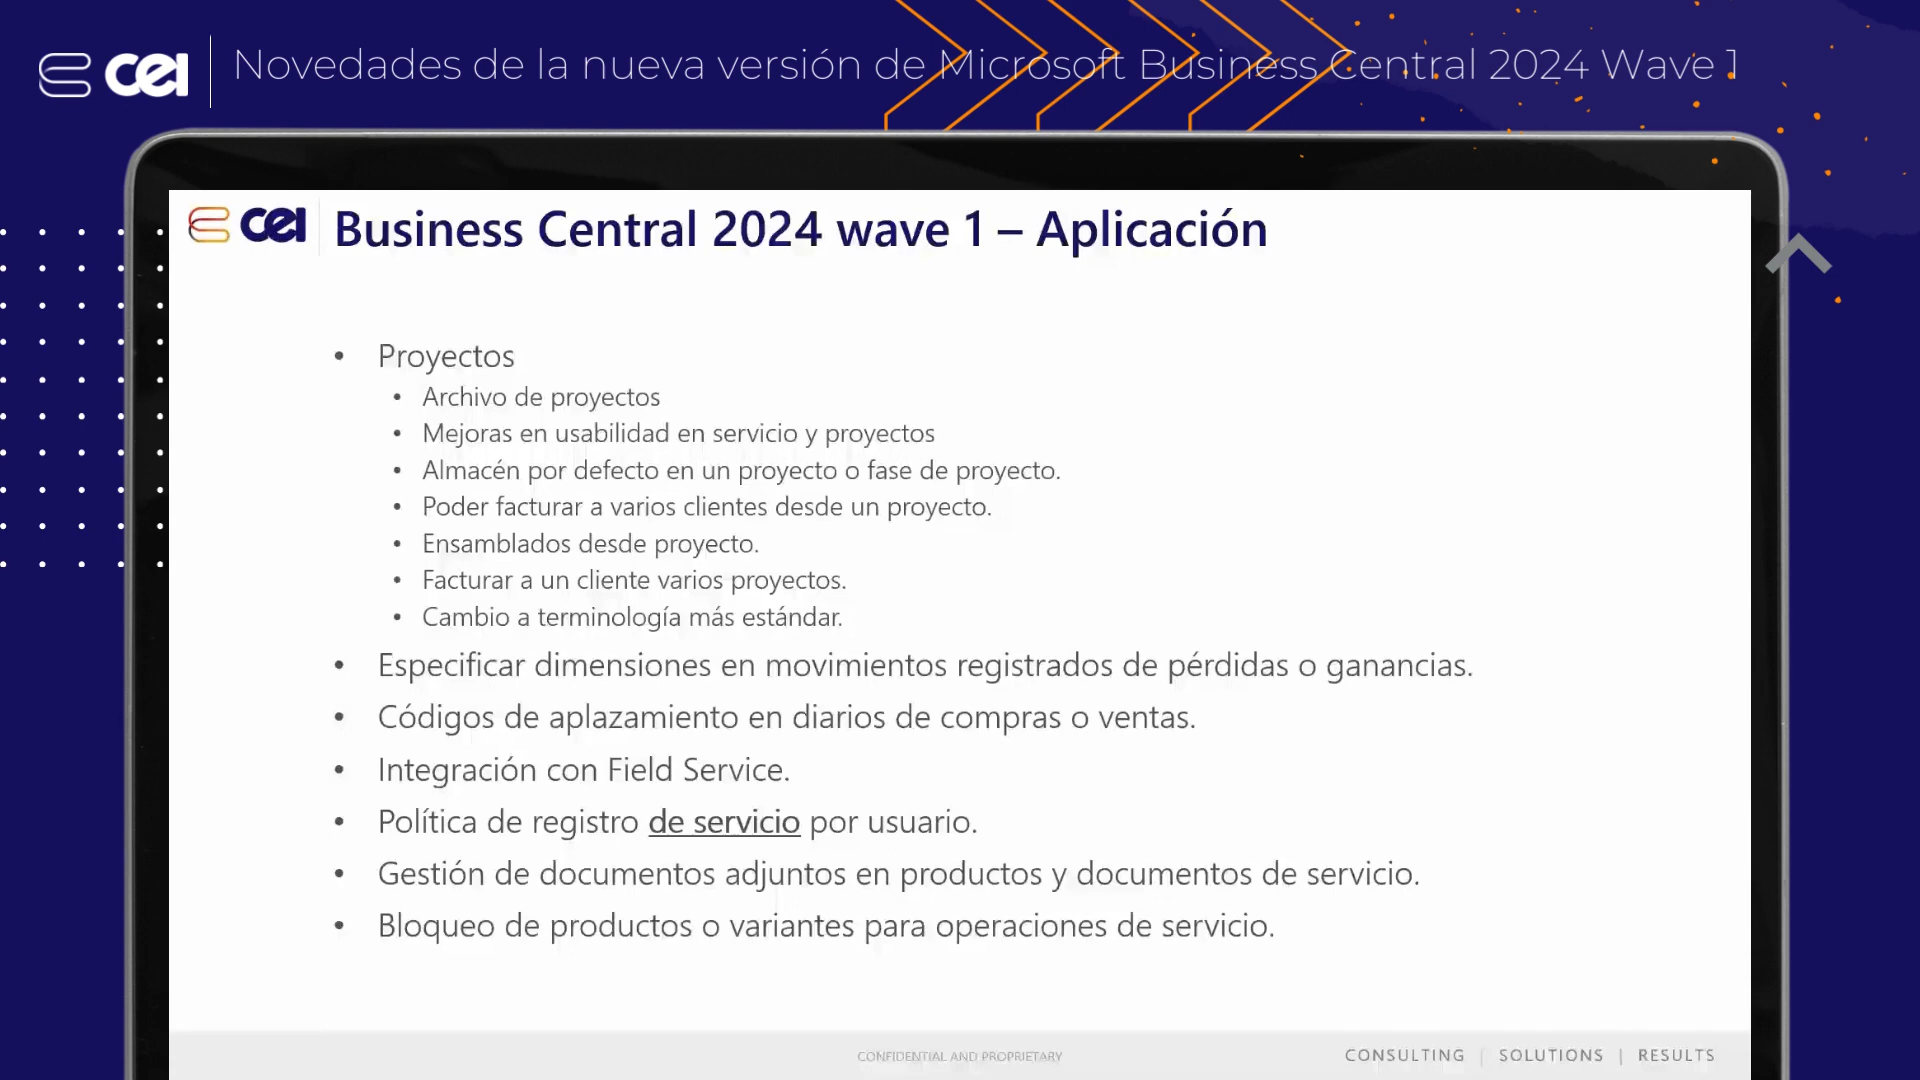 cei
Novedades de la nueva versión de Microsoft Business Central 2024 Wave 1
cei
Business Central 2024 wave 1 – Aplicación
• Proyectos
• Archivo de proyectos
• Mejoras en usabilidad en servicio y proyectos
• Almacén por defecto en un proyecto o fase de proyecto.
• Poder facturar a varios clientes desde un proyecto.
• Ensamblados desde proyecto.
• Facturar a un cliente varios proyectos.
• Cambio a terminología más estándar.
• Especificar dimensiones en movimientos registrados de pérdidas o ganancias.
• Códigos de aplazamiento en diarios de compras o ventas.
• Integración con Field Service.
• Política de registro de servicio por usuario.
• Gestión de documentos adjuntos en productos y documentos de servicio.
• Bloqueo de productos o variantes para operaciones de servicio.
CONFIDENTIAL AND PROPRIETARY
CONSULTING | SOLUTIONS | RESULTS